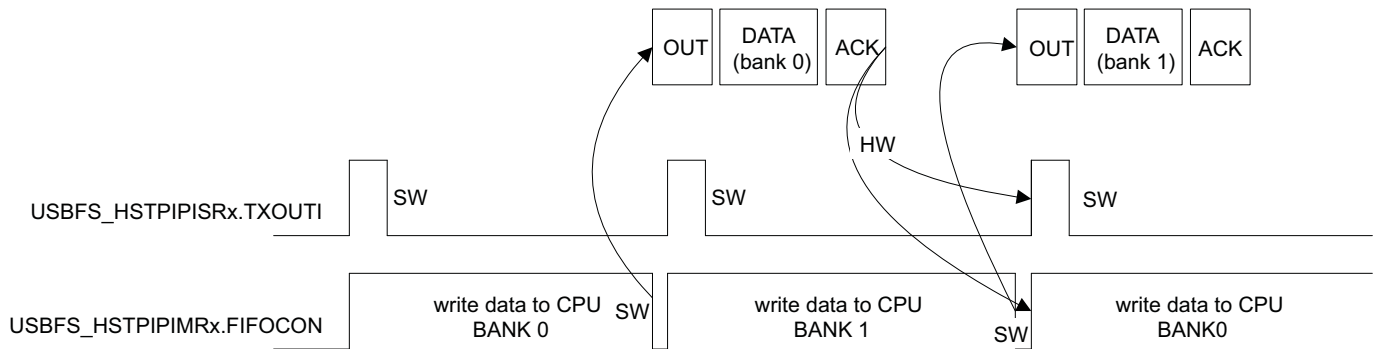 OUT
DATA
(bank 0)
ACK
OUT
DATA
(bank 1)
ACK
HW
USBFS_HSTPIPISRx.TXOUTI
SW
SW
SW
USBFS_HSTPIPIMRx.FIFOCON
write data to CPU
BANK 0
SW
write data to CPU
BANK 1
SW
write data to CPU
BANK0